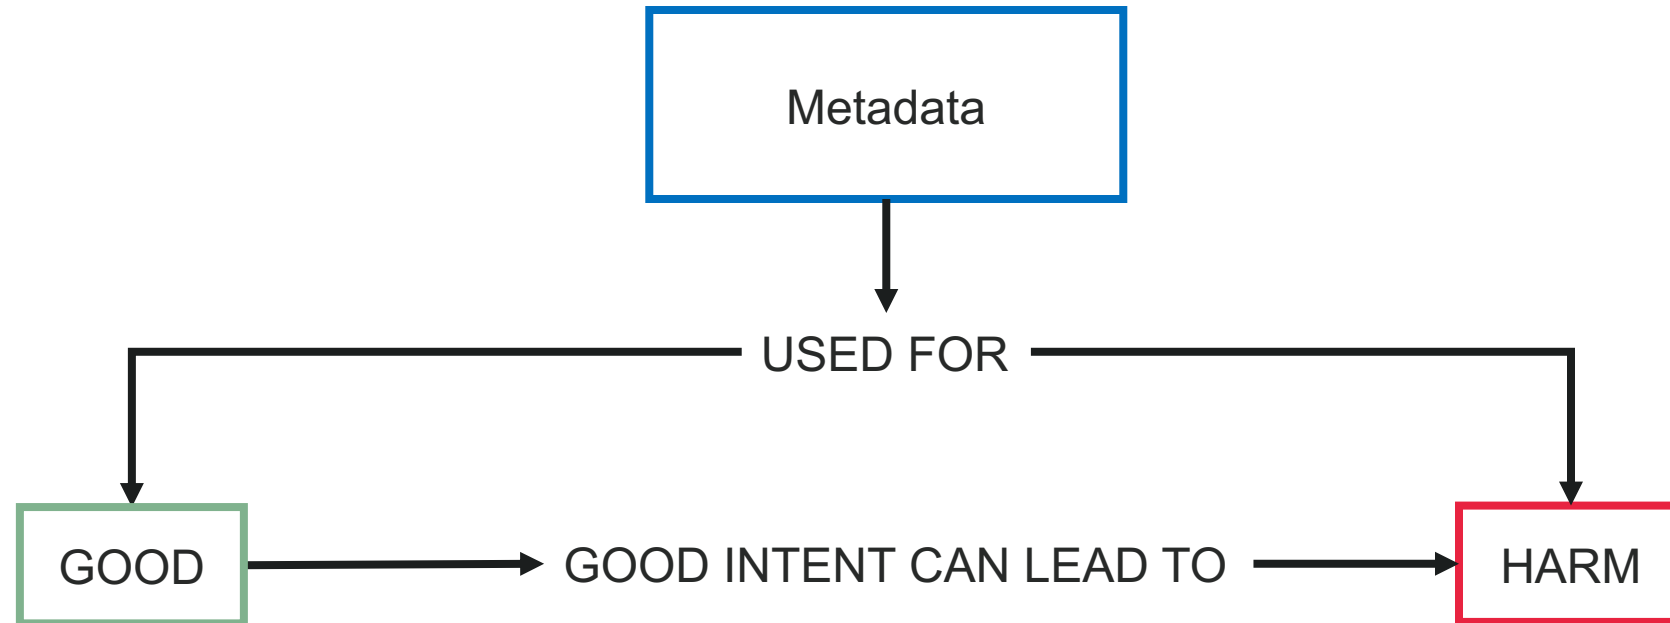 Metadata
USED FOR
GOOD
GOOD INTENT CAN LEAD TO
HARM